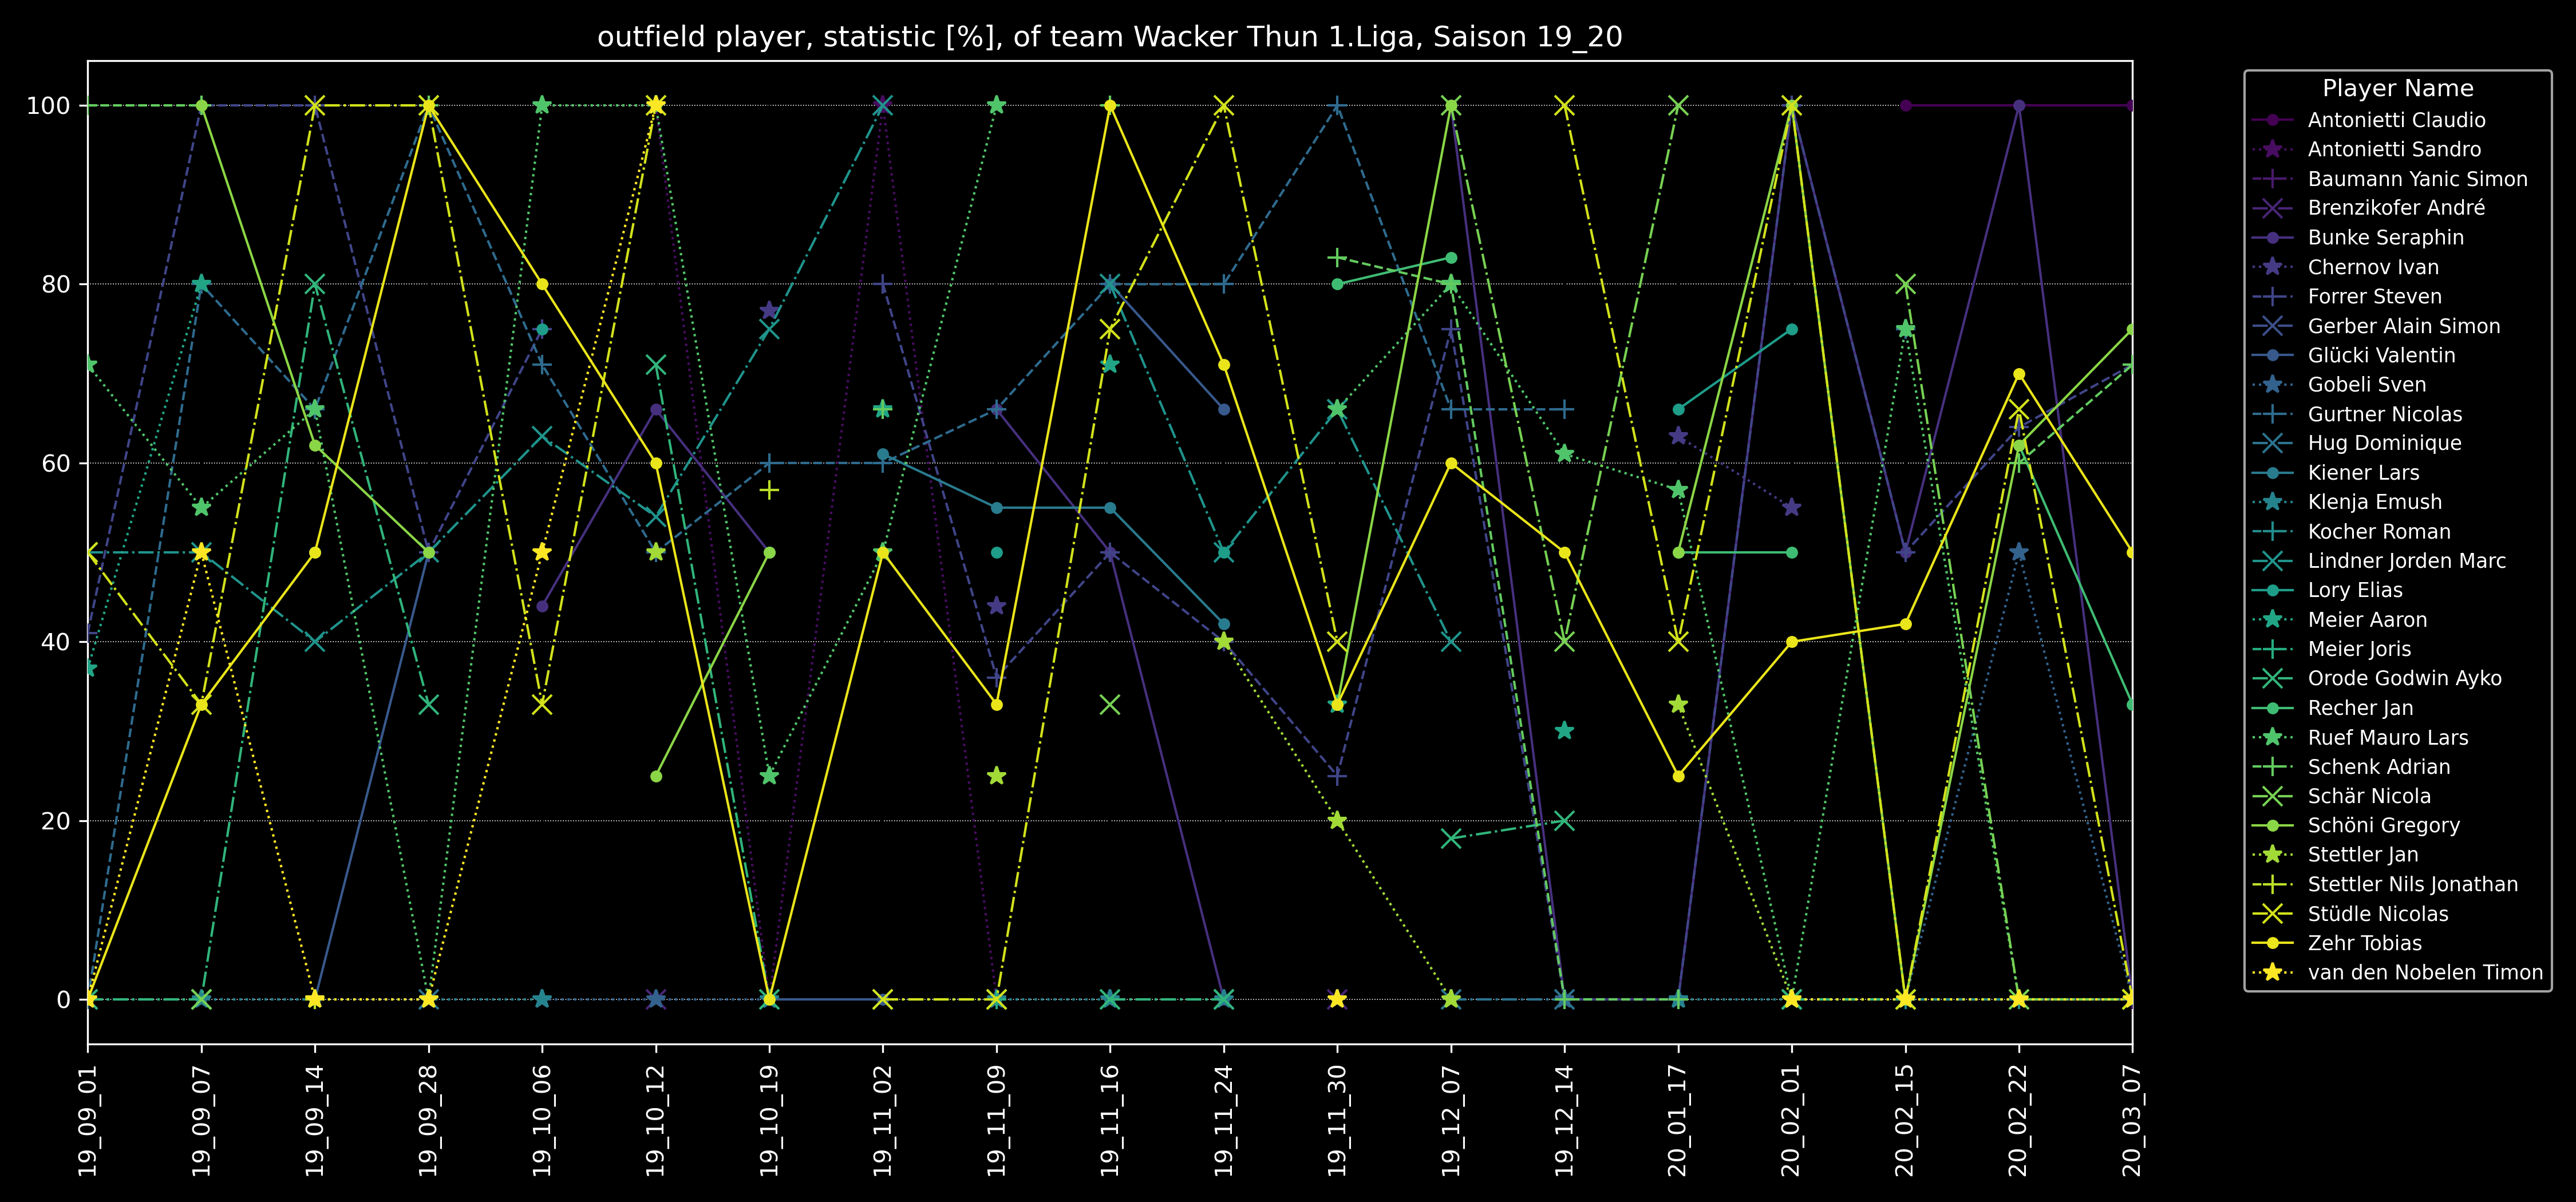 outfield player, statistic [%], of team Wacker Thun 1.Liga, Saison 19_20
100
80
60
40
20
0
19_09_01
19_09_07
19_09_14
19_09_28
19_10_06
19_10_12
19_10_19
19_11_02
19_11_09
19_11_16
19_11_24
19_11_30
19_12_07
19_12_14
20_01_17
20_02_01
20_02_15
20_02_22
20_03_07
Player Name
Antonietti Claudio
Antonietti Sandro
Baumann Yanic Simon
Brenzikofer André
Bunke Seraphin
Chernov Ivan
Forrer Steven
Gerber Alain Simon
Glücki Valentin
Gobeli Sven
Gurtner Nicolas
Hug Dominique
Kiener Lars
Klenja Emush
Kocher Roman
Lindner Jorden Marc
Lory Elias
Meier Aaron
Meier Joris
Orode Godwin Ayko
Recher Jan
Ruef Mauro Lars
Schenk Adrian
Schär Nicola
Schöni Gregory
Stettler Jan
Stettler Nils Jonathan
Stüdle Nicolas
Zehr Tobias
van den Nobelen Timon